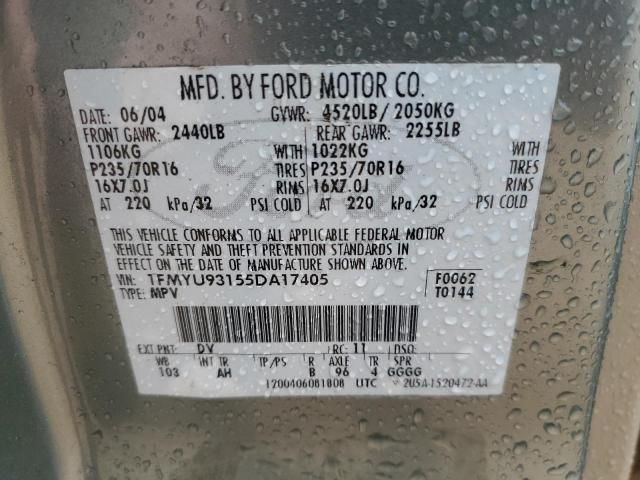 MFD. BY FORD MOTOR CO.
DATE: 06/04 GVWR: 4520LB/ 2050KG
FRONT GAWR: 2440LB REAR GAWR: 2255LB
1106KG WITH 1022KG WITH
P235/70R16 TIRES P235/70R16 TIRES
16X7.0J RIMS 16X7.0J RIMS
AT 220 kPa/32 PSI COLD AT 220 kPa/32 PSI COLD
THIS VEHICLE CONFORMS TO ALL APPLICABLE FEDERAL MOTOR
VEHICLE SAFETY AND THEFT PREVENTION STANDARDS IN
EFFECT ON THE DATE OF MANUFACTURE SHOWN ABOVE.
VIN: 1FMYU93155DA17405 F0062
TYPE: MPV T0144
EXT PNT: DV RC: 11 DSO:
WB INT TR TP/PS R AXLE TR SPR
103 AH B 96 4 GGGG
1200406081808 UTC 2U5A-1520472-AA
Ford